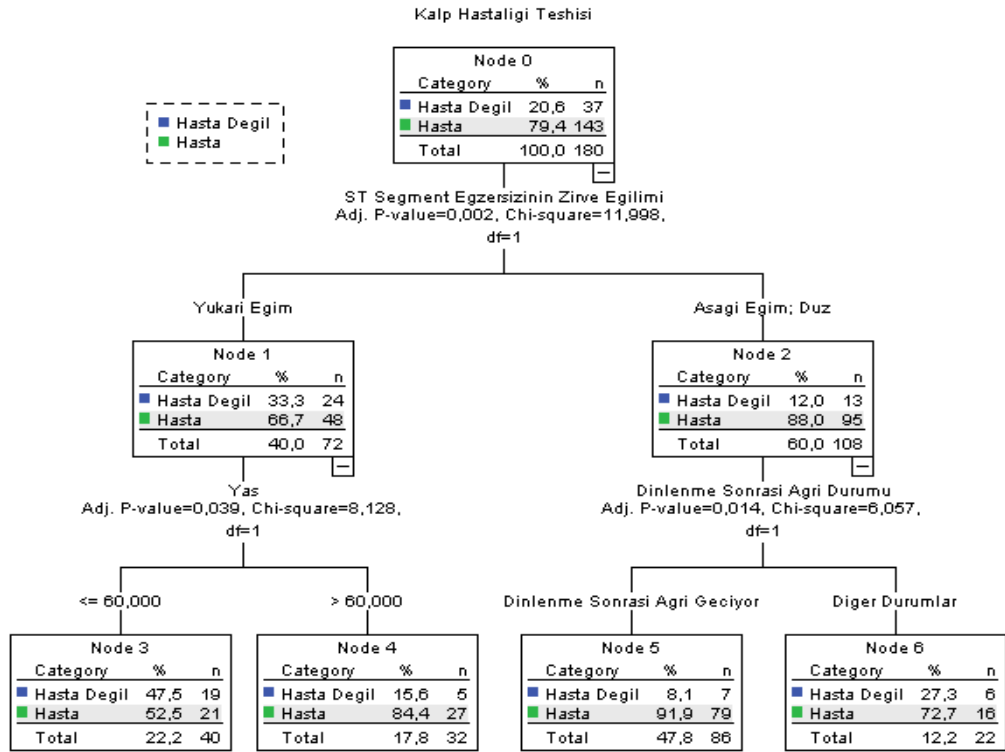 Kalp Hastaligi Teshisi
Hasta Degil
Hasta
Node 0
Category % n
Hasta Degil 20,6 37
Hasta 79,4 143
Total 100,0 180
ST Segment Egzersizinin Zirve Egilimi
Adj. P-value=0,002, Chi-square=11,998,
df=1
Yukari Egim
Asagi Egim; Duz
Node 1
Category % n
Hasta Degil 33,3 24
Hasta 66,7 48
Total 40,0 72
Node 2
Category % n
Hasta Degil 12,0 13
Hasta 88,0 95
Total 60,0 108
Yas
Adj. P-value=0,039, Chi-square=8,128,
df=1
Dinlenme Sonrasi Agri Durumu
Adj. P-value=0,014, Chi-square=6,057,
df=1
<= 60,000
> 60,000
Dinlenme Sonrasi Agri Geciyor
Diger Durumlar
Node 3
Category % n
Hasta Degil 47,5 19
Hasta 52,5 21
Total 22,2 40
Node 4
Category % n
Hasta Degil 15,6 5
Hasta 84,4 27
Total 17,8 32
Node 5
Category % n
Hasta Degil 8,1 7
Hasta 91,9 79
Total 47,8 86
Node 6
Category % n
Hasta Degil 27,3 6
Hasta 72,7 16
Total 12,2 22